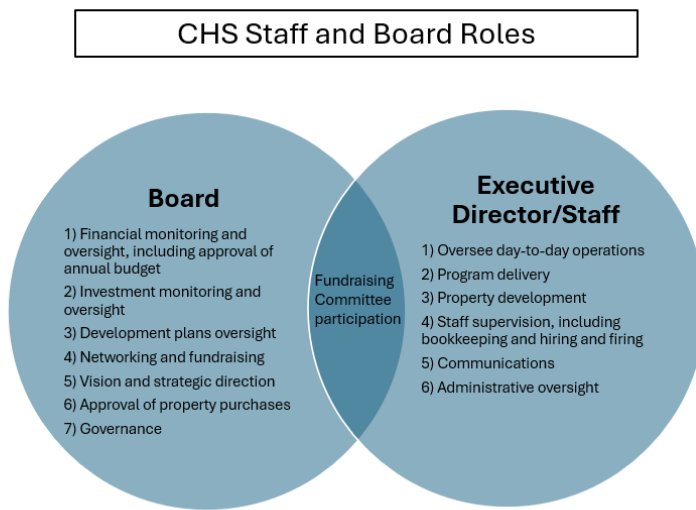 CHS Staff and Board Roles
Board
1) Financial monitoring and
oversight, including approval of
annual budget
2) Investment monitoring and
oversight
3) Development plans oversight
4) Networking and fundraising
5) Vision and strategic direction
6) Approval of property purchases
7) Governance
Fundraising
Committee
participation
Executive
Director/Staff
1) Oversee day-to-day operations
2) Program delivery
3) Property development
4) Staff supervision, including
bookkeeping and hiring and firing
5) Communications
6) Administrative oversight